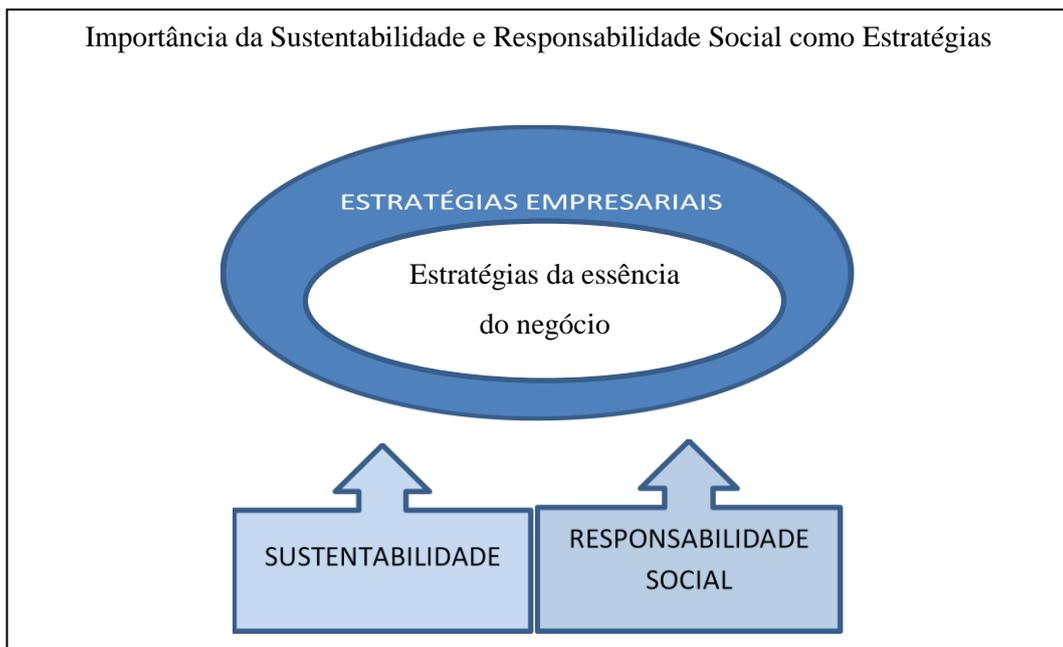 Importância da Sustentabilidade e Responsabilidade Social como Estratégias
ESTRATÉGIAS EMPRESARIAIS
Estratégias da essência
do negócio
SUSTENTABILIDADE
RESPONSABILIDADE
SOCIAL